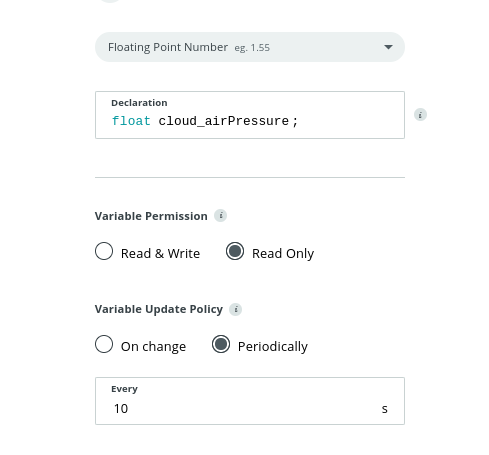 Floating Point Number eg. 1.55
Declaration
float cloud_airPressure;
i
Variable Permission i
Read & Write Read Only
Variable Update Policy i
On change Periodically
Every
10 s